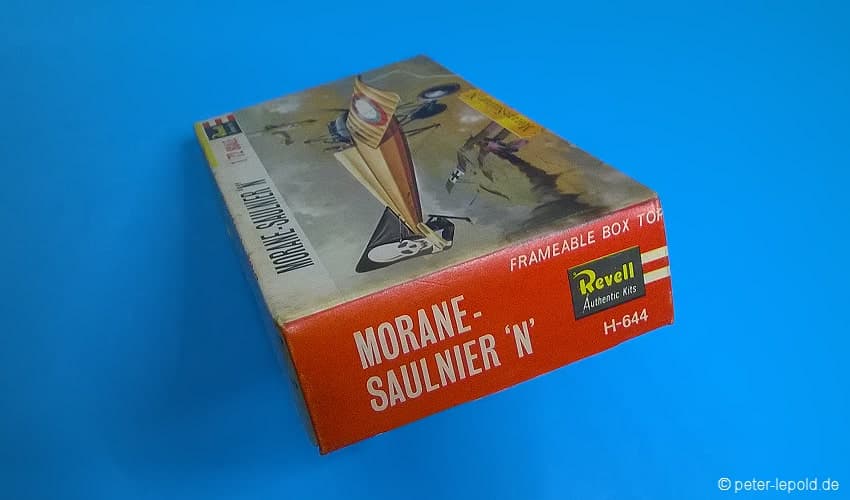 MORANE-SAULNIER 'N'
FRAMEABLE BOX TOP
Revell
Authentic Kits
H-644
MORANE-
SAULNIER 'N'
© peter-lepold.de